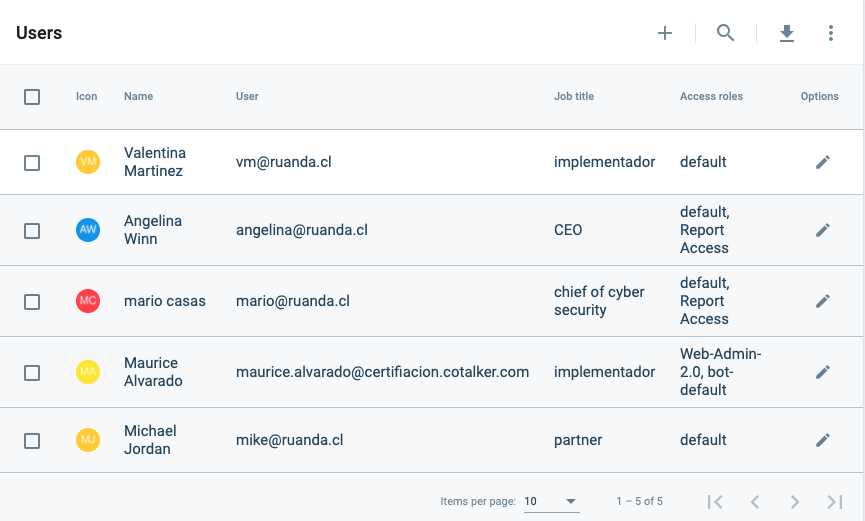 Users
Icon Name User Job title Access roles Options
VM Valentina Martinez vm@ruanda.cl implementador default
AW Angelina Winn angelina@ruanda.cl CEO default, Report Access
MC mario casas mario@ruanda.cl chief of cyber security default, Report Access
MA Maurice Alvarado maurice.alvarado@certifiacion.cotalker.com implementador Web-Admin-2.0, bot-default
MJ Michael Jordan mike@ruanda.cl partner default
Items per page: 10 1 – 5 of 5